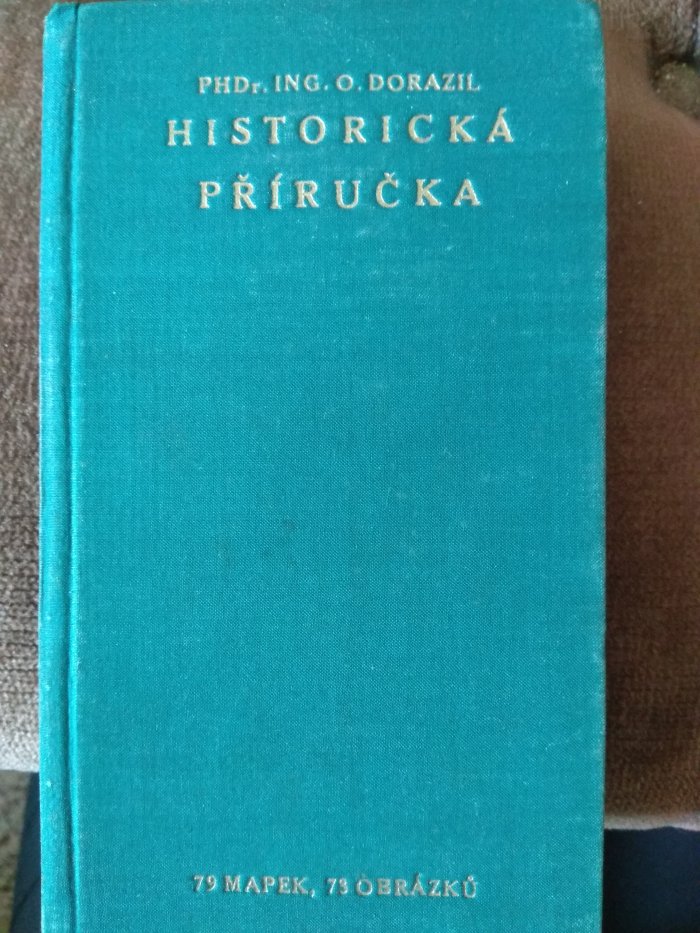 PHDr. ING. O. DORAZIL
HISTORICKÁ
PŘÍRUČKA
79 MAPEK, 73 OBRÁZKŮ